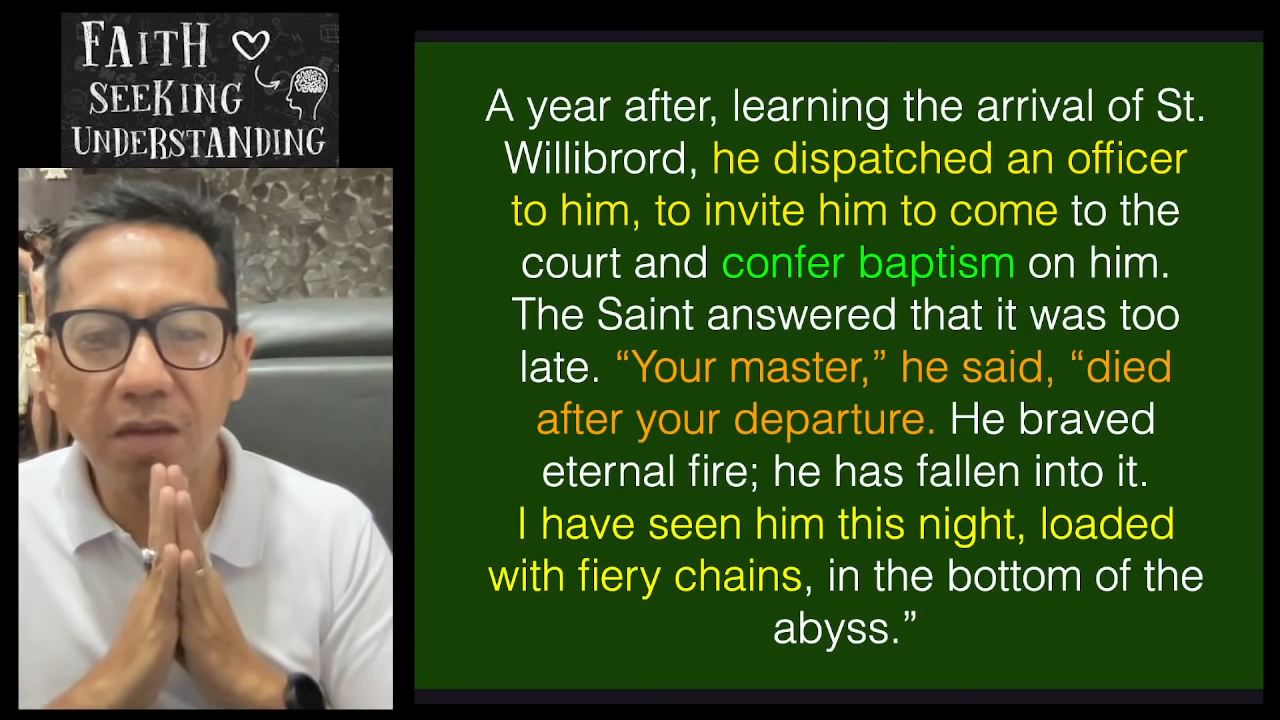 FAITH
SEEKING
UNDERSTANDING
A year after, learning the arrival of St.
Willibrord, he dispatched an officer
to him, to invite him to come to the
court and confer baptism on him.
The Saint answered that it was too
late. “Your master,” he said, “died
after your departure. He braved
eternal fire; he has fallen into it.
I have seen him this night, loaded
with fiery chains, in the bottom of the
abyss.”